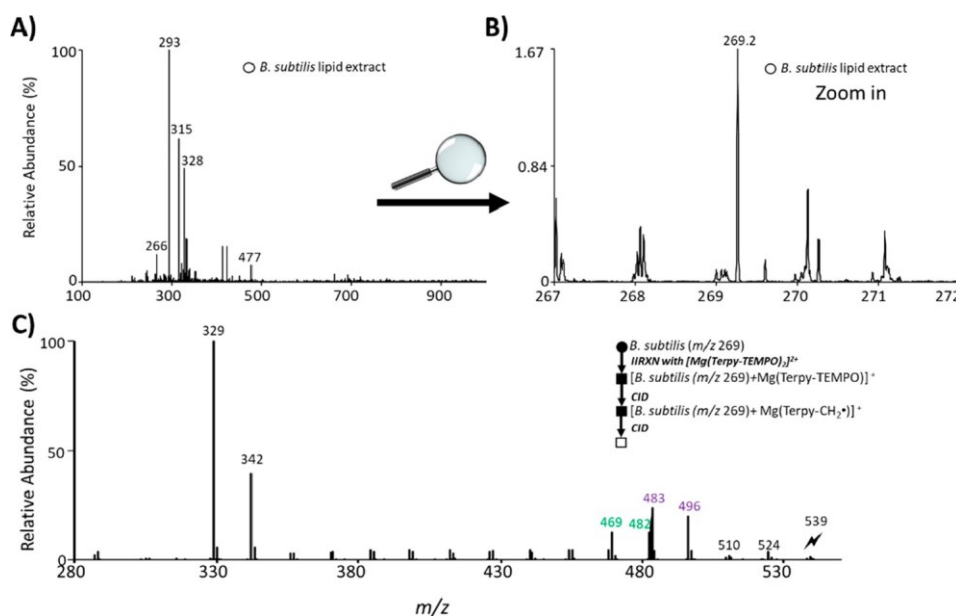 A)
293
○ B. subtilis lipid extract
315
328
266
477
100
50
0
Relative Abundance (%)
100 300 500 700 900
B)
269.2
○ B. subtilis lipid extract
Zoom in
1.67
0.84
0
267 268 269 270 271 272
C)
329
342
469
482
483
496
510
524
539
100
50
0
Relative Abundance (%)
B. subtilis (m/z 269)
IIRXN with [Mg(Terpy-TEMPO)₂]²⁺
[B. subtilis (m/z 269)+Mg(Terpy-TEMPO)]⁺
CID
[B. subtilis (m/z 269)+ Mg(Terpy-CH₂•)]⁺
CID
280 330 380 430 480 530
m/z